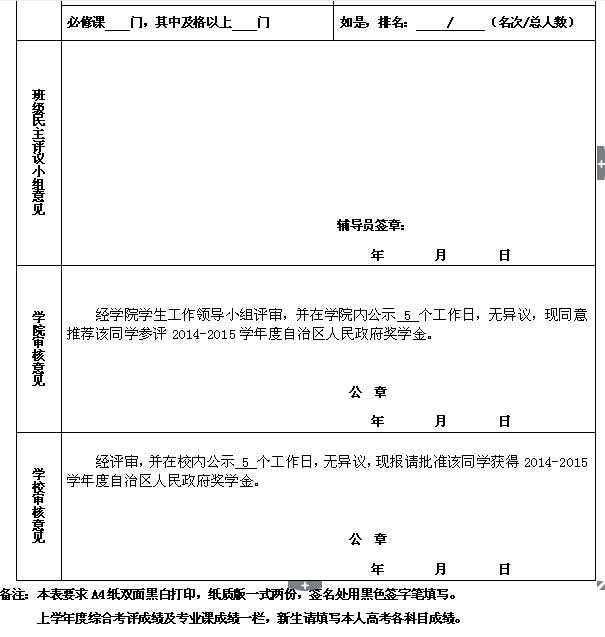 必修课____门，其中及格以上____门
如是，排名：_____/_____（名次/总人数）
班级民主评议小组意见
辅导员签章：
年 月 日
学院审核意见
经学院学生工作领导小组评审，并在学院内公示 5 个工作日，无异议，现同意
推荐该同学参评 2014-2015 学年度自治区人民政府奖学金。
公 章
年 月 日
学校审核意见
经评审，并在校内公示 5 个工作日，无异议，现报请批准该同学获得 2014-2015
学年度自治区人民政府奖学金。
公 章
年 月 日
备注：本表要求 A4 纸双面黑白打印，纸质版一式两份，签名处用黑色签字笔填写。
上学年度综合考评成绩及专业课成绩一栏，新生请填写本人高考各科目成绩。